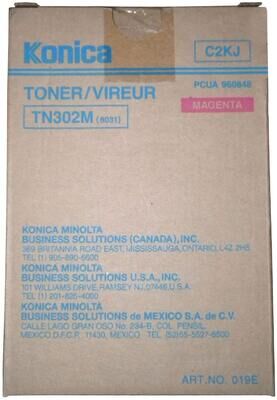 Konica
C2KJ
PCUA 960848
TONER/VIREUR
MAGENTA
TN302M (8031)
KONICA MINOLTA
BUSINESS SOLUTIONS (CANADA), INC.
369 BRITANNIA ROAD EAST, MISSISSAUGA, ONTARIO, L4Z 2H5
TEL (1) 905-890-6600
KONICA MINOLTA
BUSINESS SOLUTIONS U.S.A., INC.
101 WILLIAMS DRIVE, RAMSEY NJ, 07446, U.S.A
TEL (1) 201-825-4000
KONICA MINOLTA
BUSINESS SOLUTIONS de MEXICO S.A. de C.V.
CALLE LAGO GRAN OSO No. 234-B, COL. PENSIL,
MEXICO D.F.C.P. 11430, MEXICO TEL. (52)55-5527-6500
ART.NO. 019E